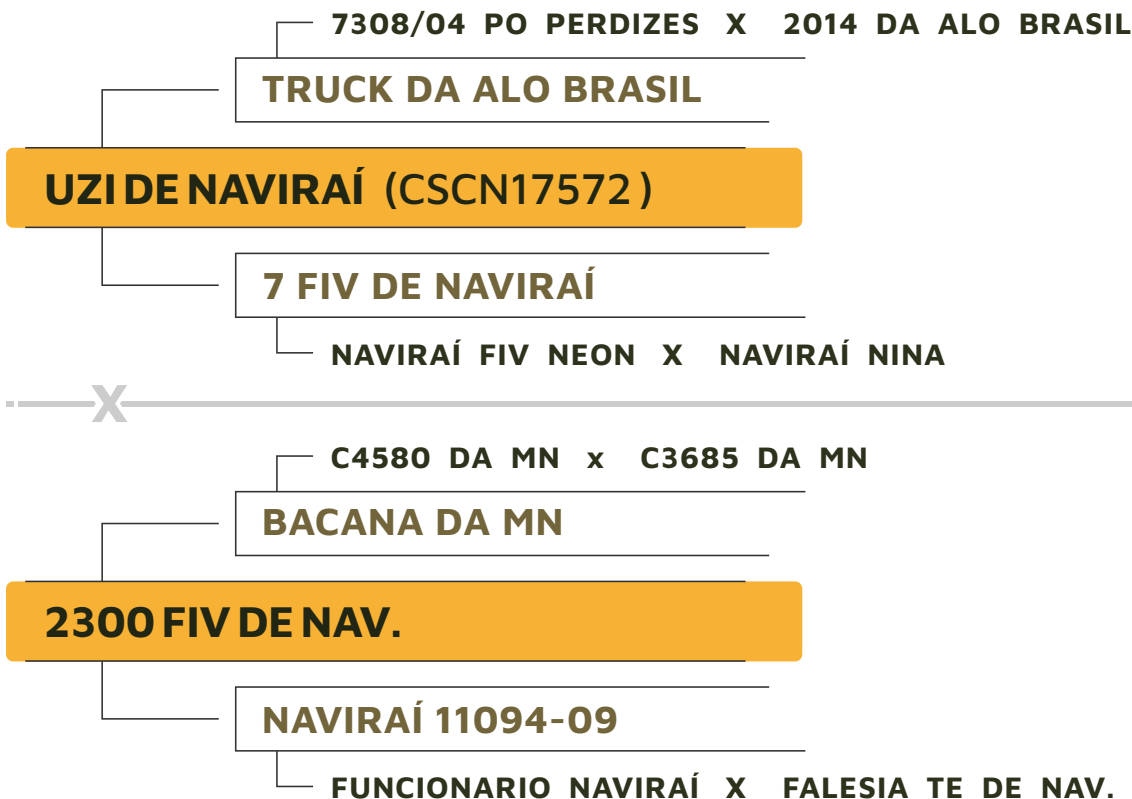 7308/04 PO PERDIZES X 2014 DA ALO BRASIL
TRUCK DA ALO BRASIL
UZI DE NAVIRAÍ (CSCN17572 )
7 FIV DE NAVIRAÍ
NAVIRAÍ FIV NEON X NAVIRAÍ NINA
X
C4580 DA MN x C3685 DA MN
BACANA DA MN
2300 FIV DE NAV.
NAVIRAÍ 11094-09
FUNCIONARIO NAVIRAÍ X FALESIA TE DE NAV.